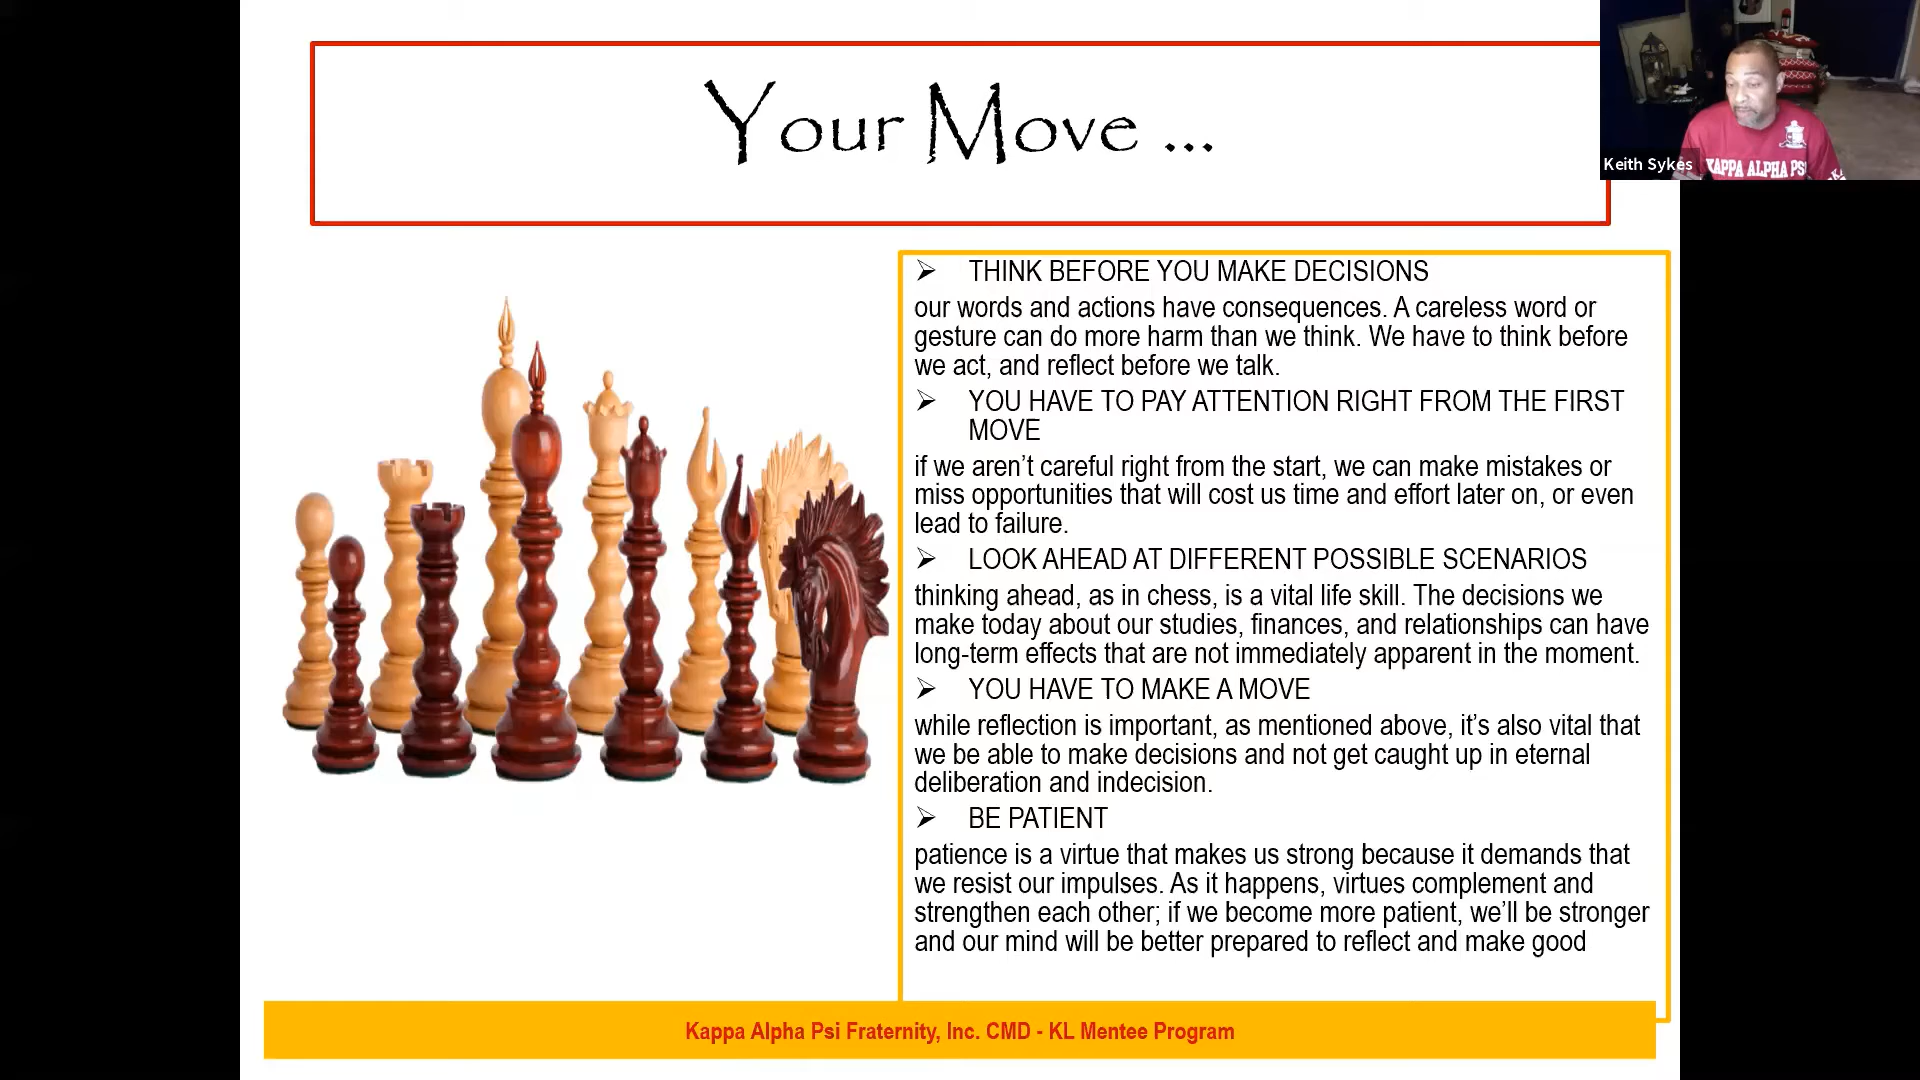 Your Move ...
Keith Sykes
KAPPA ALPHA PSI
➢ THINK BEFORE YOU MAKE DECISIONS
our words and actions have consequences. A careless word or
gesture can do more harm than we think. We have to think before
we act, and reflect before we talk.
➢ YOU HAVE TO PAY ATTENTION RIGHT FROM THE FIRST
MOVE
if we aren’t careful right from the start, we can make mistakes or
miss opportunities that will cost us time and effort later on, or even
lead to failure.
➢ LOOK AHEAD AT DIFFERENT POSSIBLE SCENARIOS
thinking ahead, as in chess, is a vital life skill. The decisions we
make today about our studies, finances, and relationships can have
long-term effects that are not immediately apparent in the moment.
➢ YOU HAVE TO MAKE A MOVE
while reflection is important, as mentioned above, it’s also vital that
we be able to make decisions and not get caught up in eternal
deliberation and indecision.
➢ BE PATIENT
patience is a virtue that makes us strong because it demands that
we resist our impulses. As it happens, virtues complement and
strengthen each other; if we become more patient, we’ll be stronger
and our mind will be better prepared to reflect and make good
Kappa Alpha Psi Fraternity, Inc. CMD - KL Mentee Program